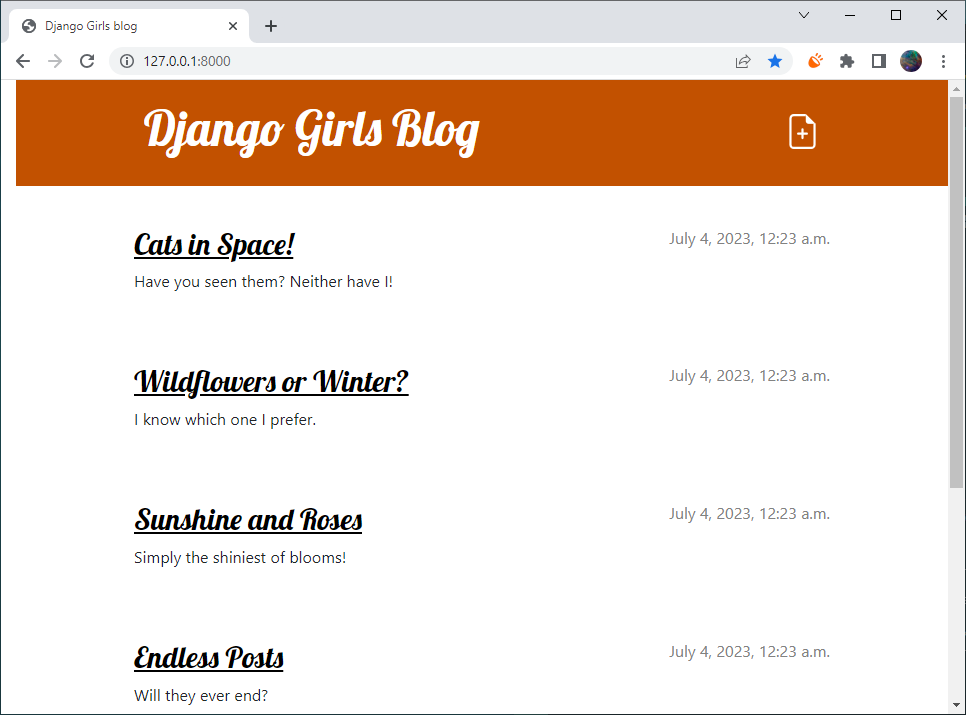 Django Girls blog
127.0.0.1:8000
Django Girls Blog
Cats in Space!
July 4, 2023, 12:23 a.m.
Have you seen them? Neither have I!
Wildflowers or Winter?
July 4, 2023, 12:23 a.m.
I know which one I prefer.
Sunshine and Roses
July 4, 2023, 12:23 a.m.
Simply the shiniest of blooms!
Endless Posts
July 4, 2023, 12:23 a.m.
Will they ever end?